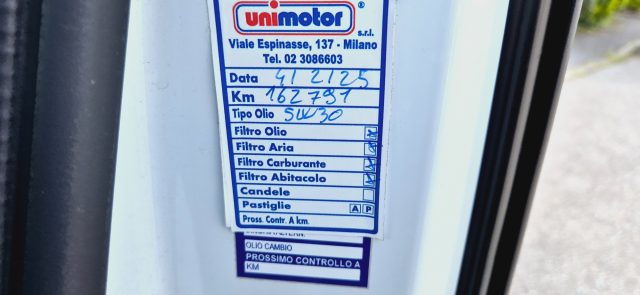 unimotor®
s.r.l.
Viale Espinasse, 137 - Milano
Tel. 02 3086603
Data 4/2/25
Km 162791
Tipo Olio 5W30
Filtro Olio
Filtro Aria
Filtro Carburante
Filtro Abitacolo
Candele
Pastiglie A P
Pross. Contr. A km.
OLIO CAMBIO
PROSSIMO CONTROLLO A
KM